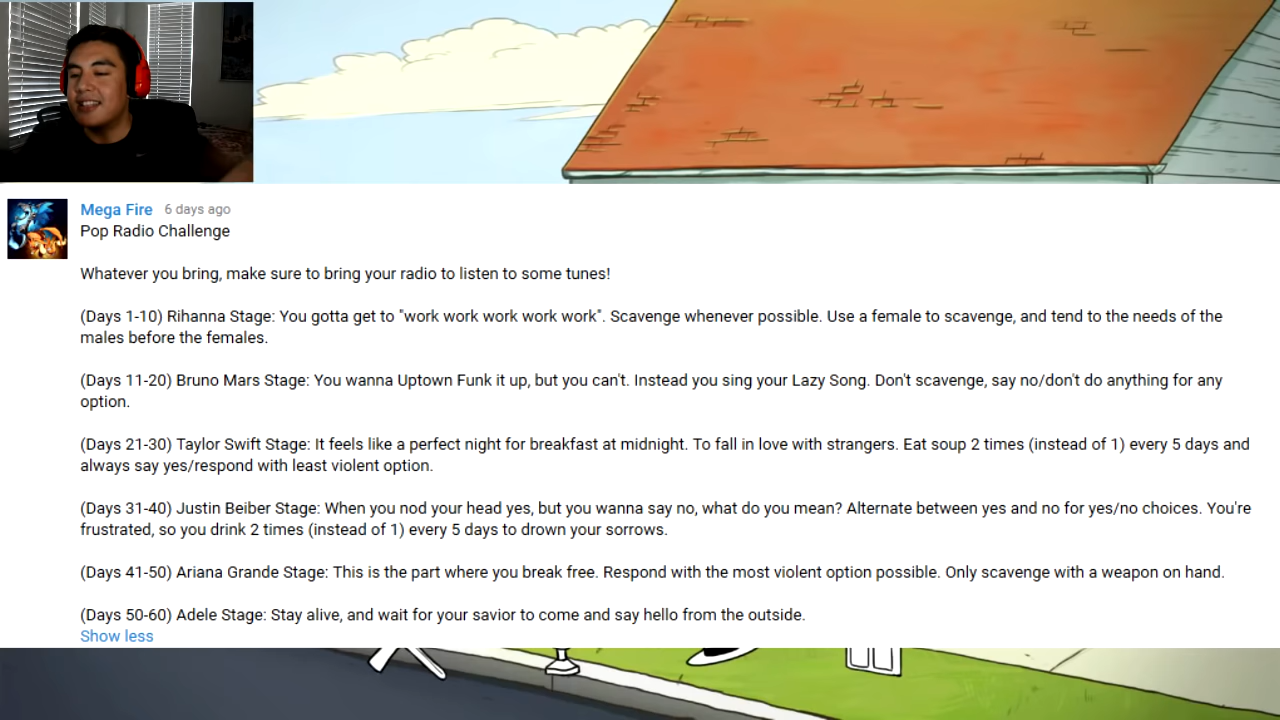 Mega Fire 6 days ago
Pop Radio Challenge
Whatever you bring, make sure to bring your radio to listen to some tunes!
(Days 1-10) Rihanna Stage: You gotta get to "work work work work work". Scavenge whenever possible. Use a female to scavenge, and tend to the needs of the
males before the females.
(Days 11-20) Bruno Mars Stage: You wanna Uptown Funk it up, but you can't. Instead you sing your Lazy Song. Don't scavenge, say no/don't do anything for any
option.
(Days 21-30) Taylor Swift Stage: It feels like a perfect night for breakfast at midnight. To fall in love with strangers. Eat soup 2 times (instead of 1) every 5 days and
always say yes/respond with least violent option.
(Days 31-40) Justin Beiber Stage: When you nod your head yes, but you wanna say no, what do you mean? Alternate between yes and no for yes/no choices. You're
frustrated, so you drink 2 times (instead of 1) every 5 days to drown your sorrows.
(Days 41-50) Ariana Grande Stage: This is the part where you break free. Respond with the most violent option possible. Only scavenge with a weapon on hand.
(Days 50-60) Adele Stage: Stay alive, and wait for your savior to come and say hello from the outside.
Show less